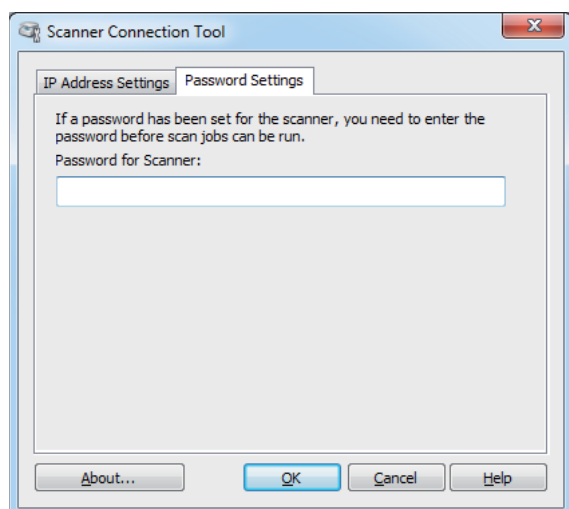 Scanner Connection Tool
IP Address Settings Password Settings
If a password has been set for the scanner, you need to enter the
password before scan jobs can be run.
Password for Scanner:
About... OK Cancel Help